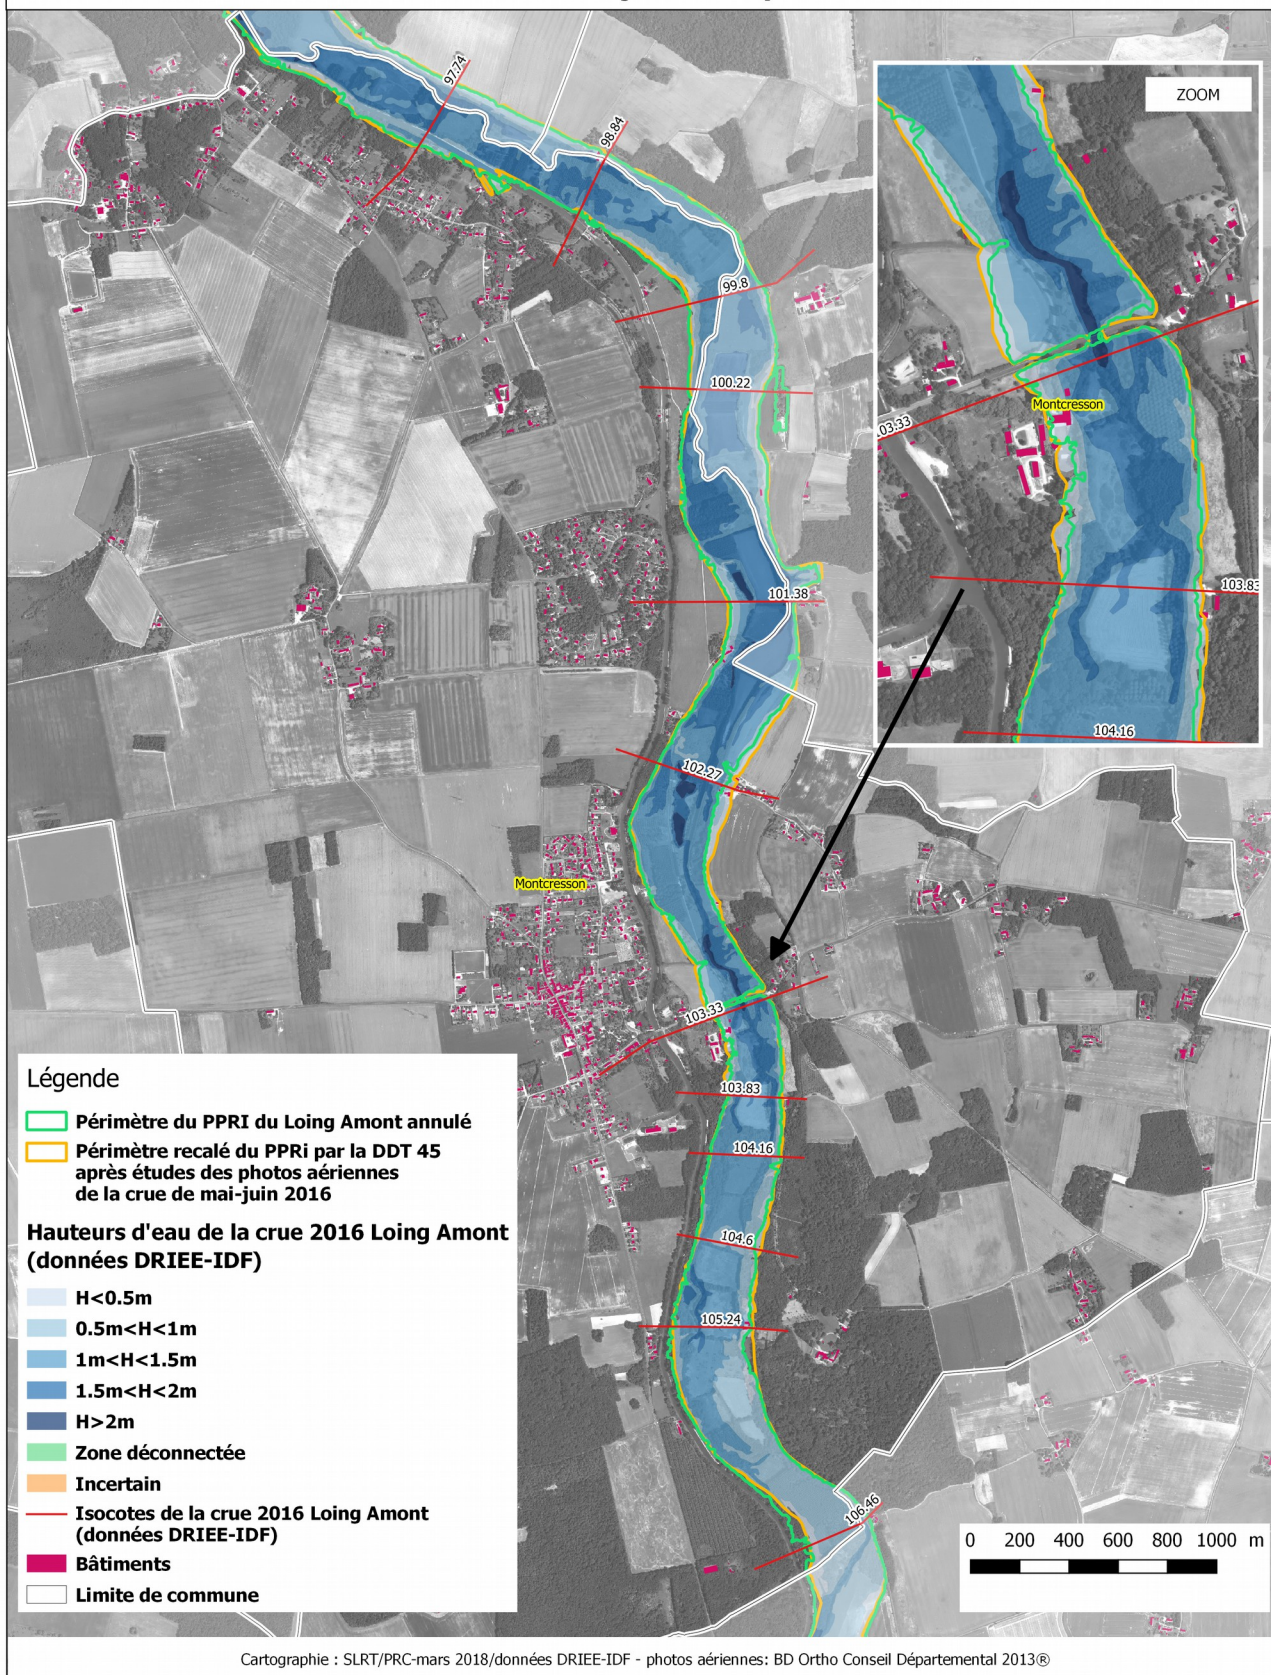 97.74
98.84
99.8
100.22
101.38
102.27
Montcresson
103.33
103.83
104.16
104.6
105.24
106.46
ZOOM
Montcresson
03.33
103.83
104.16
Légende
Périmètre du PPRI du Loing Amont annulé
Périmètre recalé du PPRi par la DDT 45
après études des photos aériennes
de la crue de mai-juin 2016
Hauteurs d'eau de la crue 2016 Loing Amont
(données DRIEE-IDF)
H<0.5m
0.5m<H<1m
1m<H<1.5m
1.5m<H<2m
H>2m
Zone déconnectée
Incertain
Isocotes de la crue 2016 Loing Amont
(données DRIEE-IDF)
Bâtiments
Limite de commune
0 200 400 600 800 1000 m
Cartographie : SLRT/PRC-mars 2018/données DRIEE-IDF - photos aériennes: BD Ortho Conseil Départemental 2013®